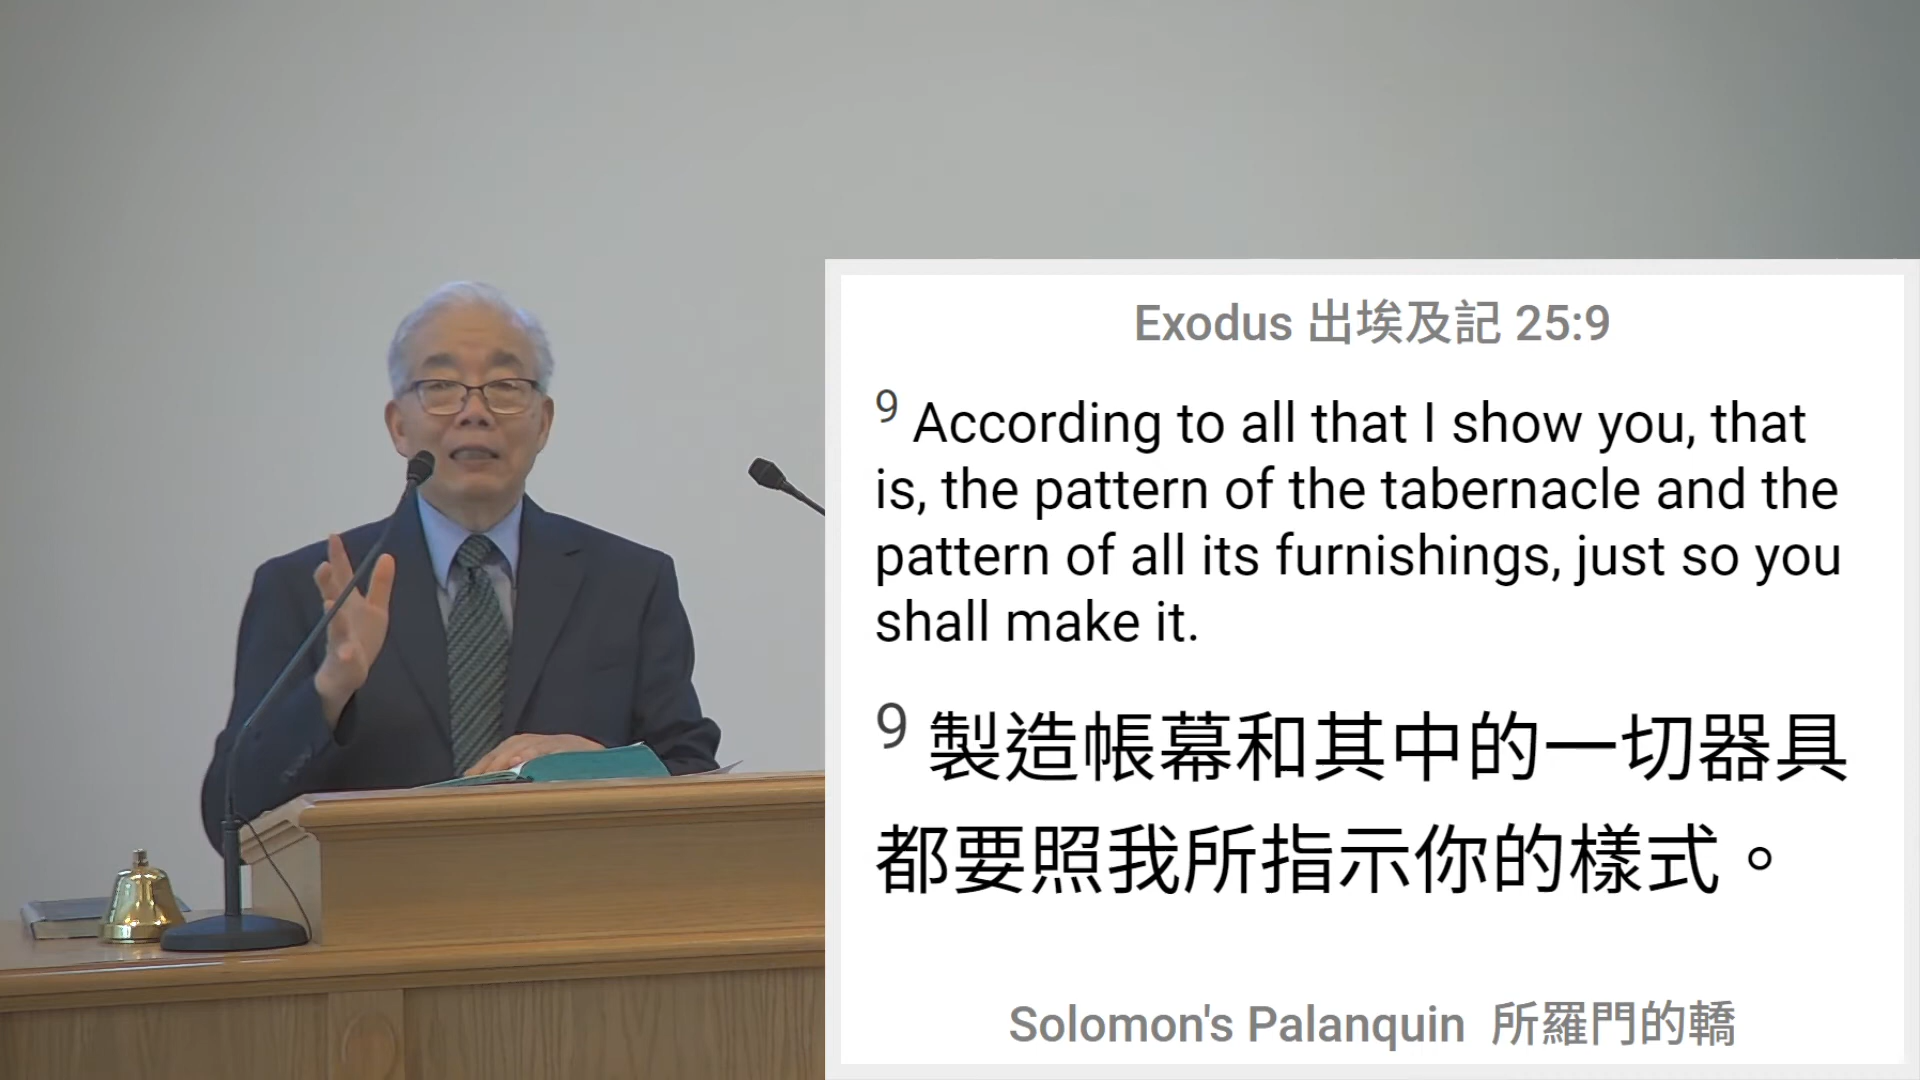 Exodus 出埃及記 25:9
9 According to all that I show you, that
is, the pattern of the tabernacle and the
pattern of all its furnishings, just so you
shall make it.
9 製造帳幕和其中的一切器具
都要照我所指示你的樣式。
Solomon's Palanquin 所羅門的轎